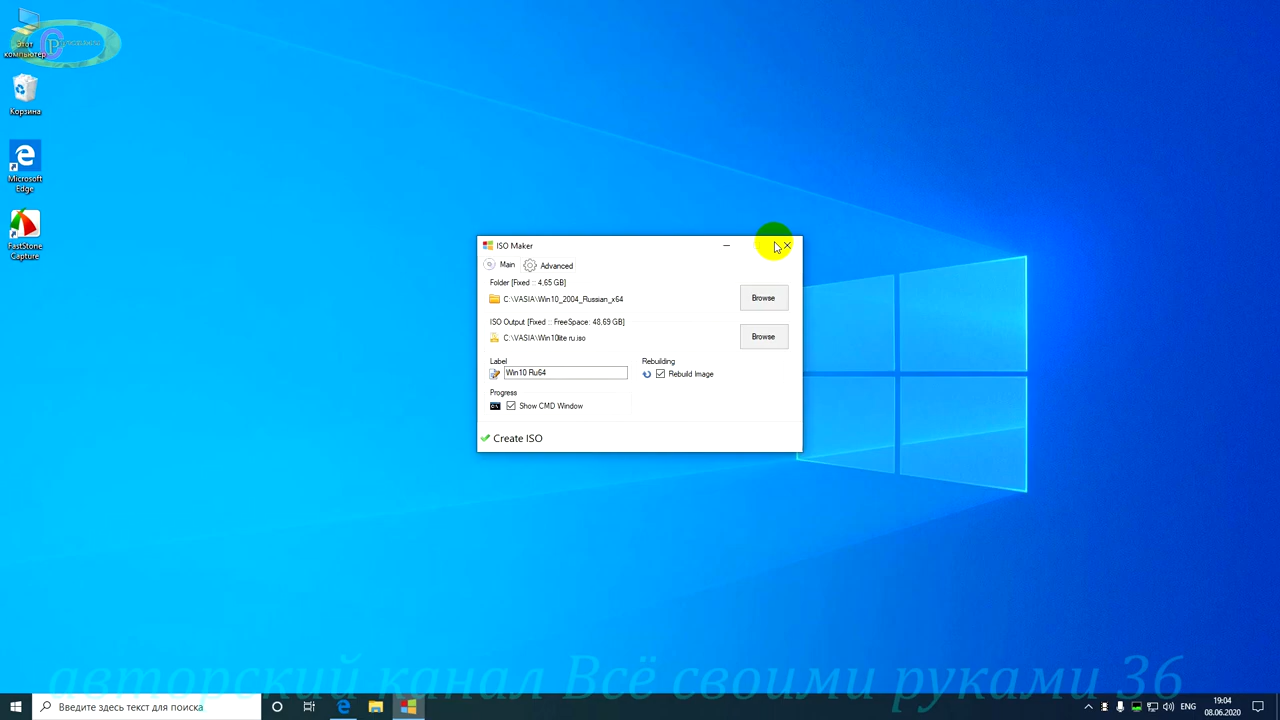 Этот
компьютер
Корзина
Microsoft
Edge
FastStone
Capture
ISO Maker
Main
Advanced
Folder [Fixed :: 4,65 GB]
C:\VASIA\Win10_2004_Russian_x64
Browse
ISO Output [Fixed :: FreeSpace: 48,69 GB]
C:\VASIA\Win10lite ru.iso
Browse
Label
Rebuilding
Win10 Ru64
Rebuild Image
Progress
Show CMD Window
Create ISO
авторский канал Всё своими руками 36
Введите здесь текст для поиска
ENG
19:04
08.06.2020